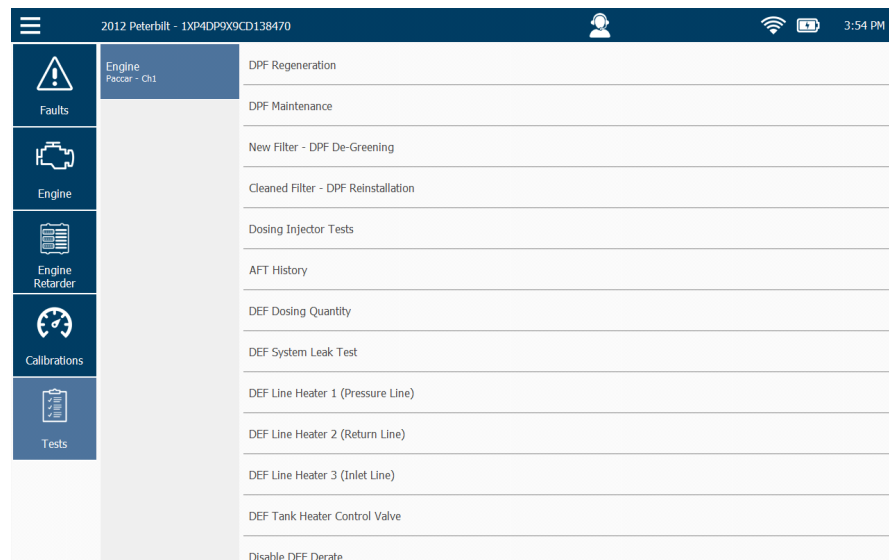 2012 Peterbilt - 1XP4DP9X9CD138470
3:54 PM
Faults
Engine
Engine
Retarder
Calibrations
Tests
Engine
Paccar - Ch1
DPF Regeneration
DPF Maintenance
New Filter - DPF De-Greening
Cleaned Filter - DPF Reinstallation
Dosing Injector Tests
AFT History
DEF Dosing Quantity
DEF System Leak Test
DEF Line Heater 1 (Pressure Line)
DEF Line Heater 2 (Return Line)
DEF Line Heater 3 (Inlet Line)
DEF Tank Heater Control Valve
Disable DEF Derate